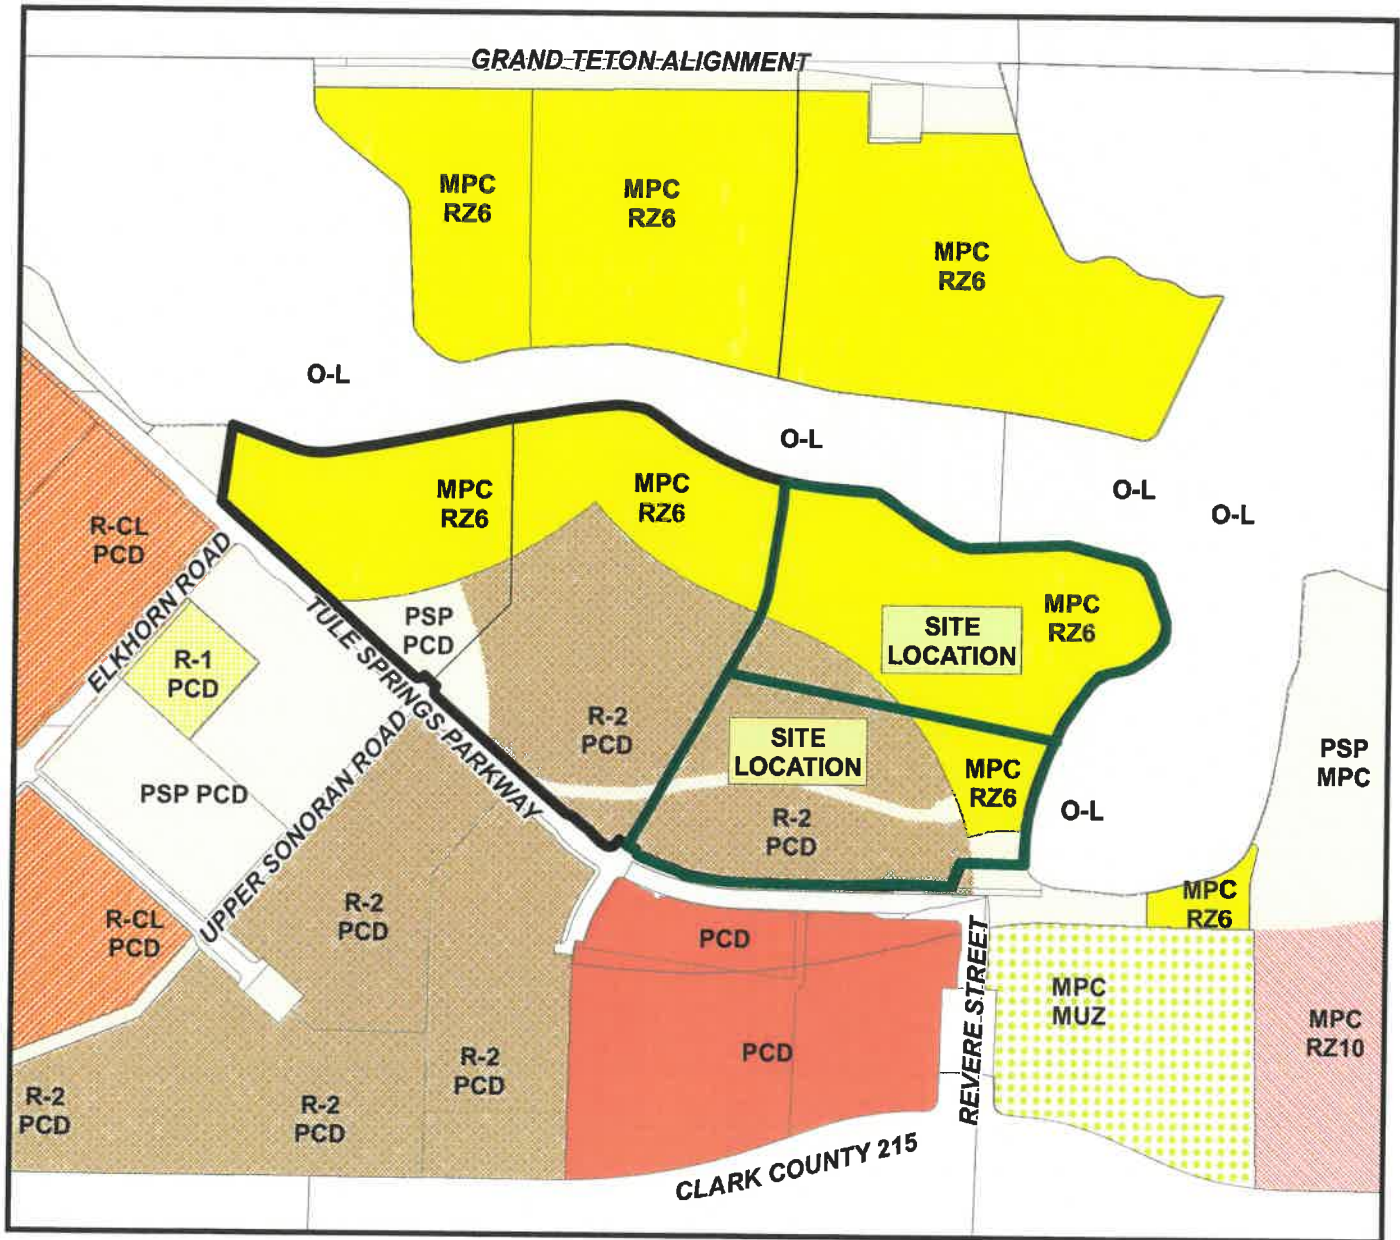 GRAND TETON ALIGNMENT
MPC
RZ6
MPC
RZ6
MPC
RZ6
O-L
O-L
O-L
O-L
MPC
RZ6
MPC
RZ6
R-CL
PCD
ELKHORN ROAD
TULE SPRINGS PARKWAY
PSP
PCD
SITE
LOCATION
MPC
RZ6
R-1
PCD
R-2
PCD
SITE
LOCATION
MPC
RZ6
PSP
MPC
PSP PCD
UPPER SONORAN ROAD
R-2
PCD
O-L
R-CL
PCD
R-2
PCD
PCD
MPC
RZ6
REVERE STREET
MPC
MUZ
MPC
RZ10
PCD
R-2
PCD
R-2
PCD
R-2
PCD
CLARK COUNTY 215